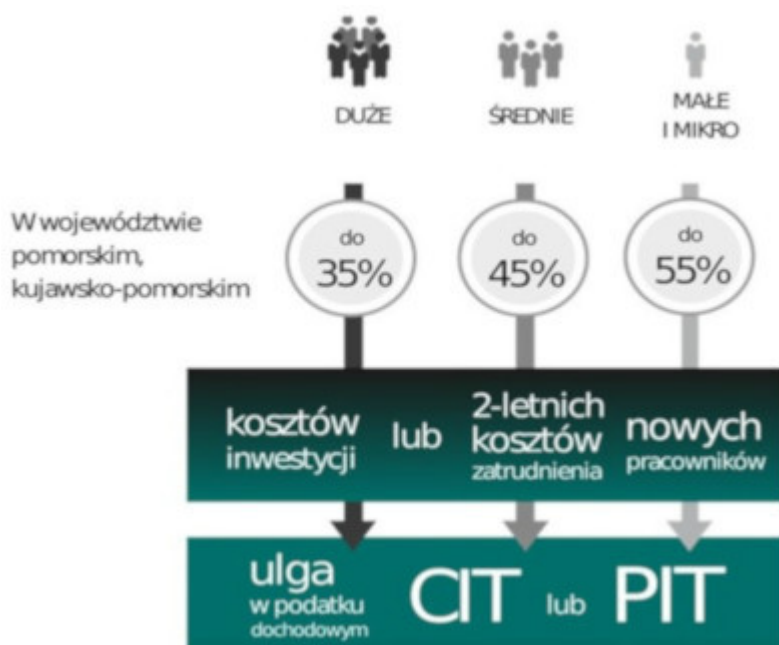 DUŻE
ŚREDNIE
MAŁE
I MIKRO
W województwie
pomorskim,
kujawsko-pomorskim
do
35%
do
45%
do
55%
kosztów
inwestycji
lub
2-letnich
kosztów
zatrudnienia
nowych
pracowników
ulga
w podatku
dochodowym
CIT
lub
PIT